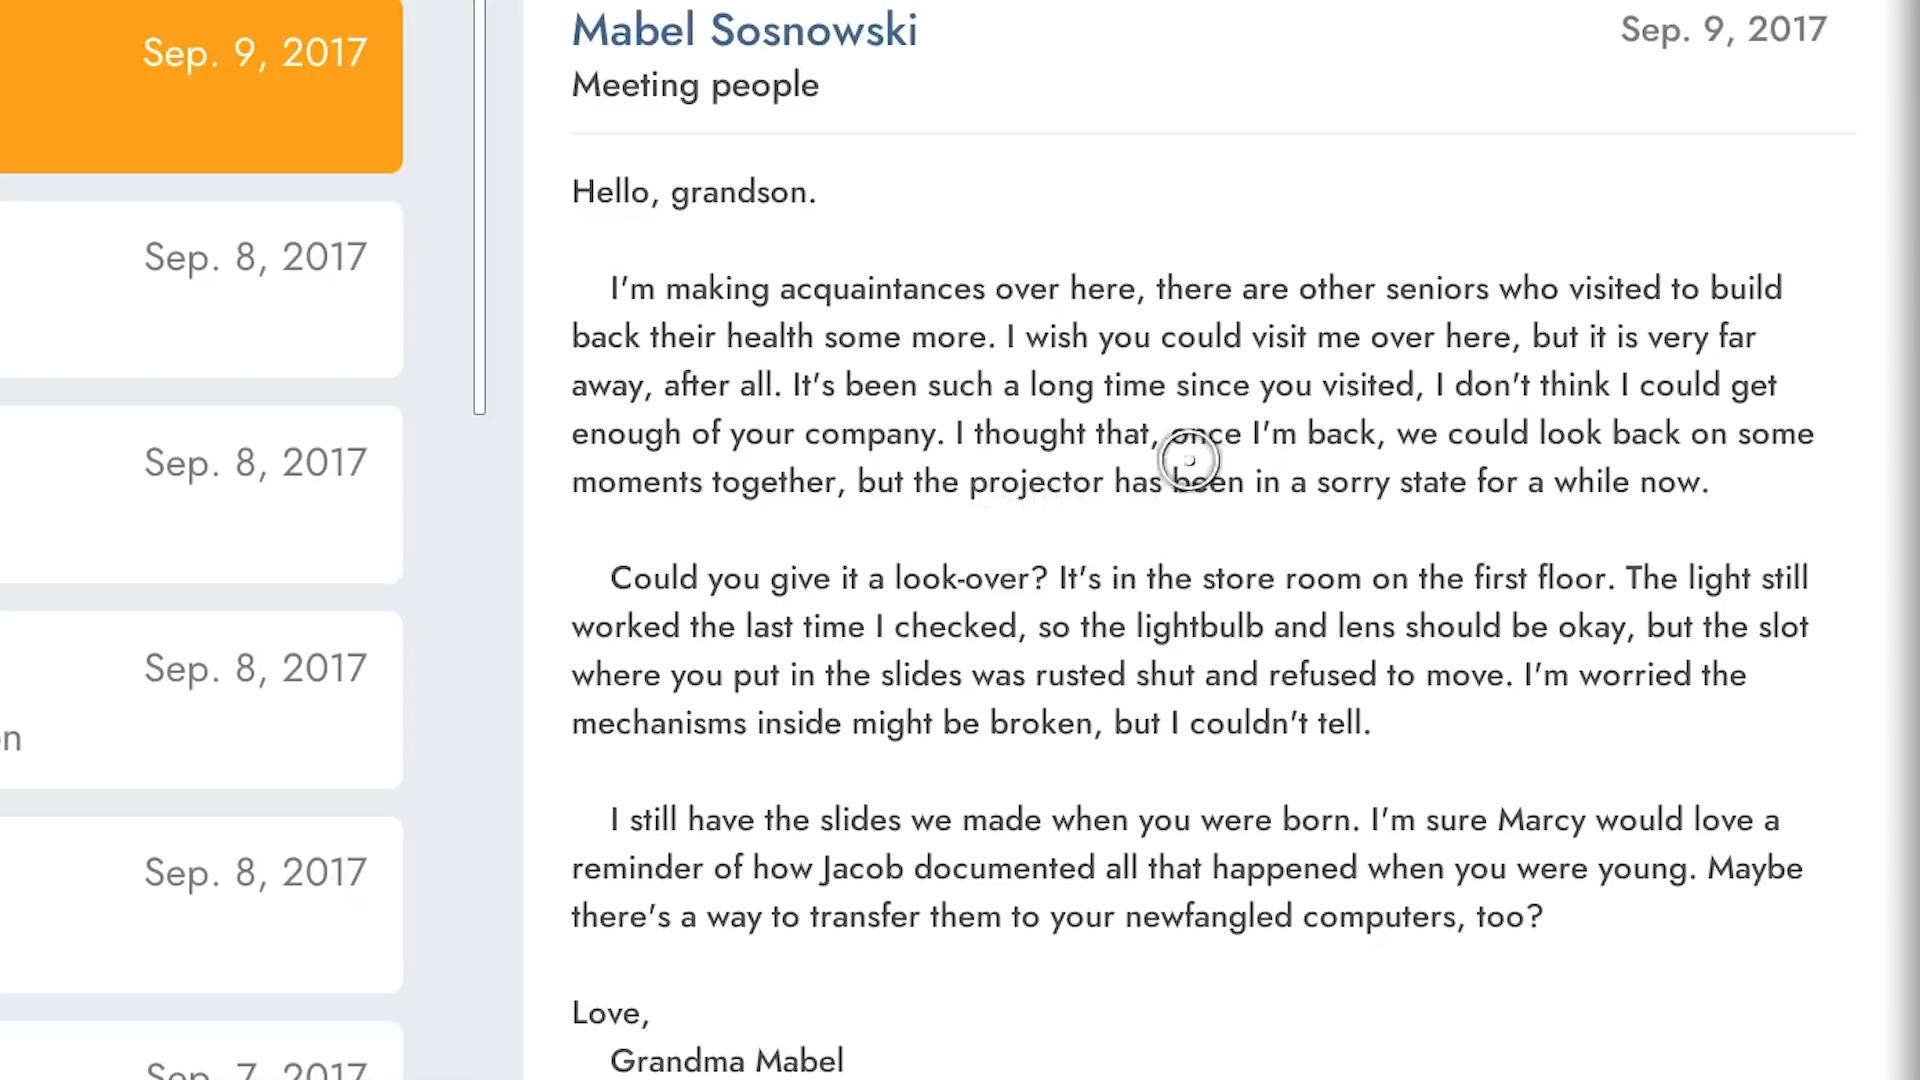 Sep. 9, 2017
Sep. 8, 2017
Sep. 8, 2017
Sep. 8, 2017
on
Sep. 8, 2017
Sep. 7, 2017
Mabel Sosnowski
Sep. 9, 2017
Meeting people
Hello, grandson.
I'm making acquaintances over here, there are other seniors who visited to build
back their health some more. I wish you could visit me over here, but it is very far
away, after all. It's been such a long time since you visited, I don't think I could get
enough of your company. I thought that, once I'm back, we could look back on some
moments together, but the projector has been in a sorry state for a while now.
Could you give it a look-over? It's in the store room on the first floor. The light still
worked the last time I checked, so the lightbulb and lens should be okay, but the slot
where you put in the slides was rusted shut and refused to move. I'm worried the
mechanisms inside might be broken, but I couldn't tell.
I still have the slides we made when you were born. I'm sure Marcy would love a
reminder of how Jacob documented all that happened when you were young. Maybe
there's a way to transfer them to your newfangled computers, too?
Love,
Grandma Mabel